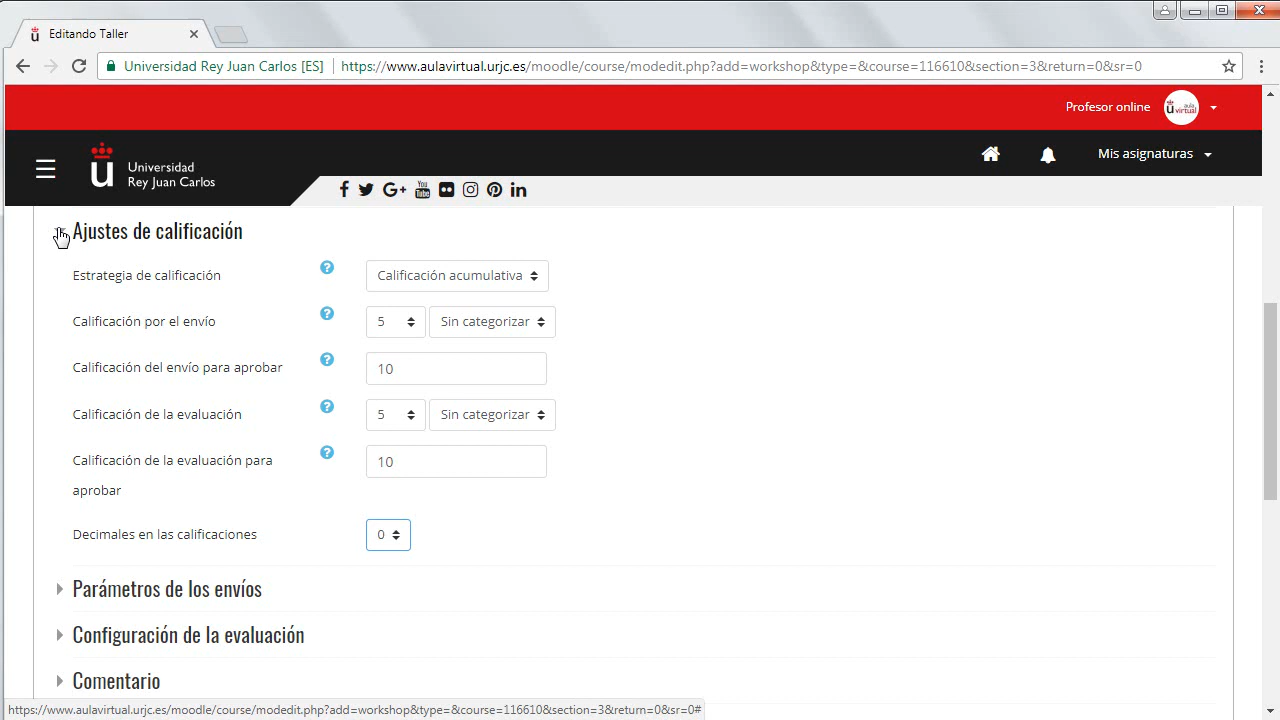 Editando Taller
Universidad Rey Juan Carlos [ES] https://www.aulavirtual.urjc.es/moodle/course/modedit.php?add=workshop&type=&course=116610&section=3&return=0&sr=0
Profesor online
aula
virtual
Universidad
Rey Juan Carlos
Mis asignaturas
Ajustes de calificación
Estrategia de calificación ? Calificación acumulativa
Calificación por el envío ? 5 Sin categorizar
Calificación del envío para aprobar ? 10
Calificación de la evaluación ? 5 Sin categorizar
Calificación de la evaluación para ? 10
aprobar
Decimales en las calificaciones 0
Parámetros de los envíos
Configuración de la evaluación
Comentario
https://www.aulavirtual.urjc.es/moodle/course/modedit.php?add=workshop&type=&course=116610&section=3&return=0&sr=0#